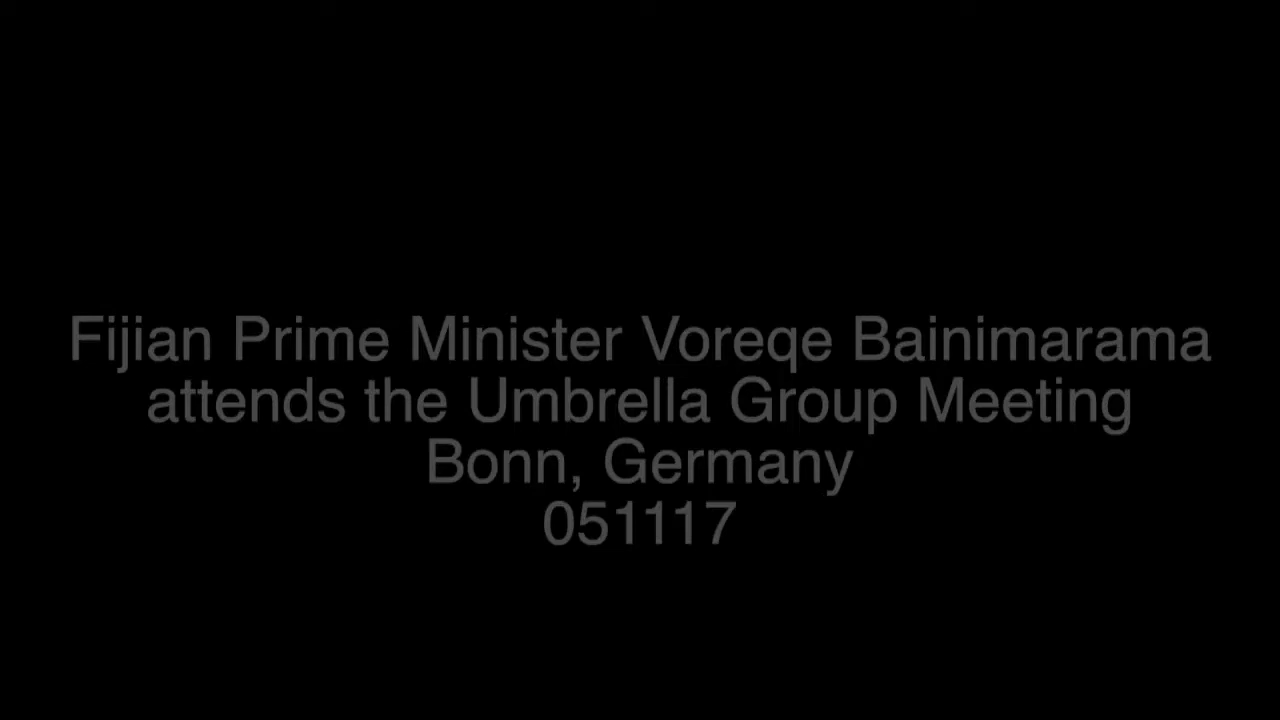 Fijian Prime Minister Voreqe Bainimarama
attends the Umbrella Group Meeting
Bonn, Germany
051117